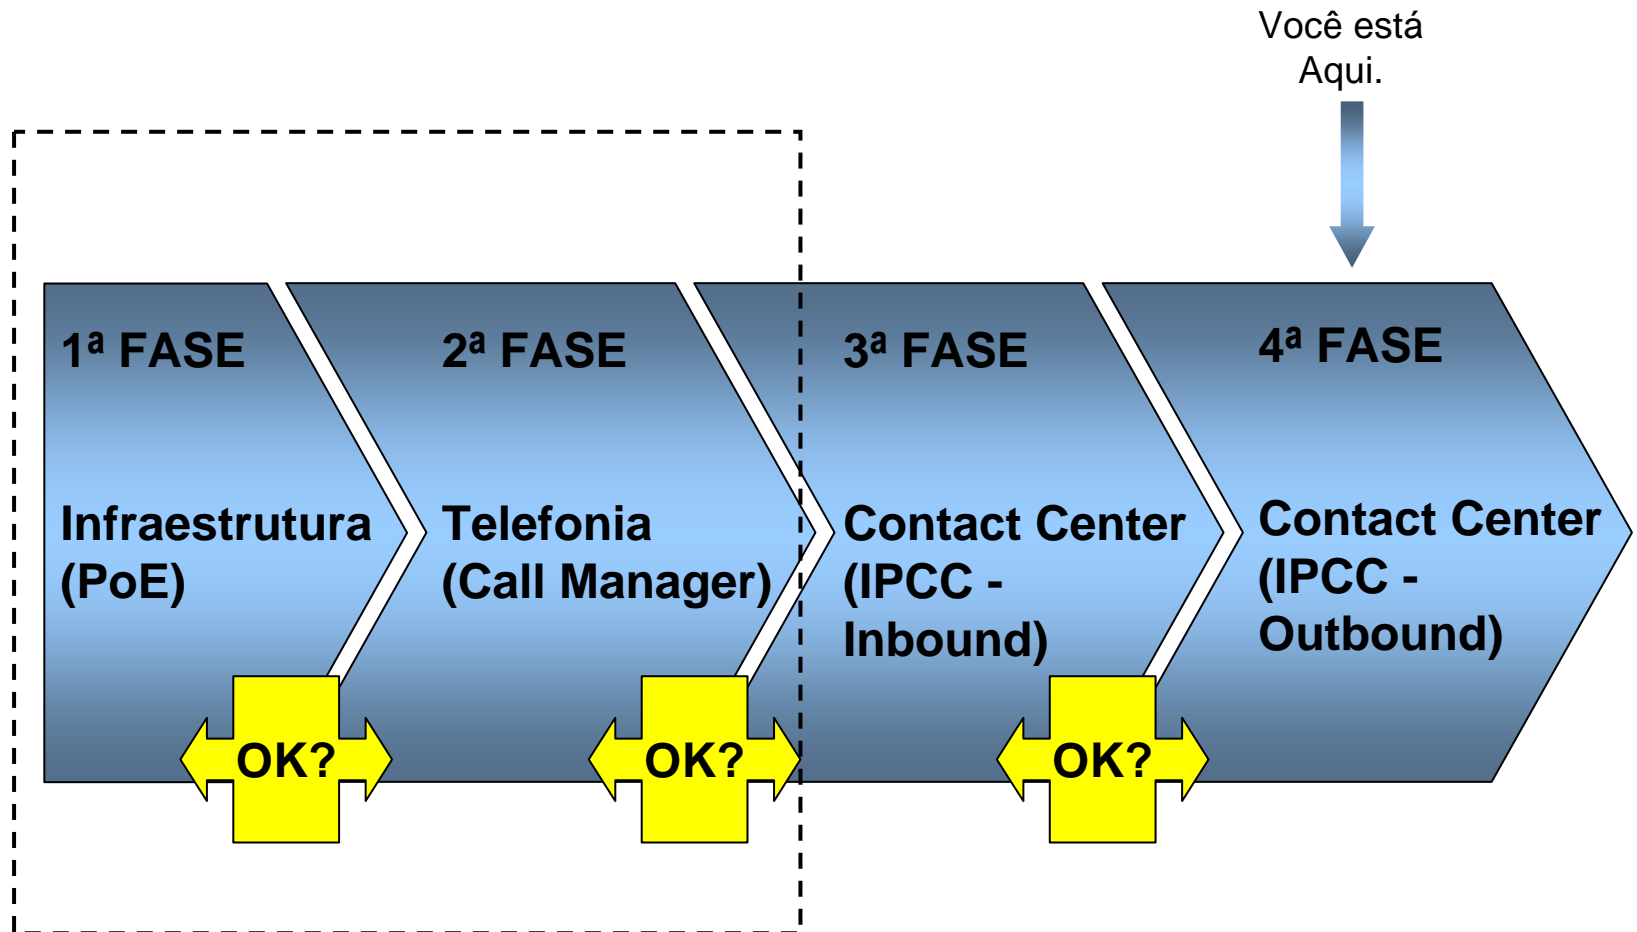 Você está
Aqui.
1ª FASE
Infraestrutura
(PoE)
2ª FASE
Telefonia
(Call Manager)
3ª FASE
Contact Center
(IPCC -
Inbound)
4ª FASE
Contact Center
(IPCC -
Outbound)
OK?
OK?
OK?